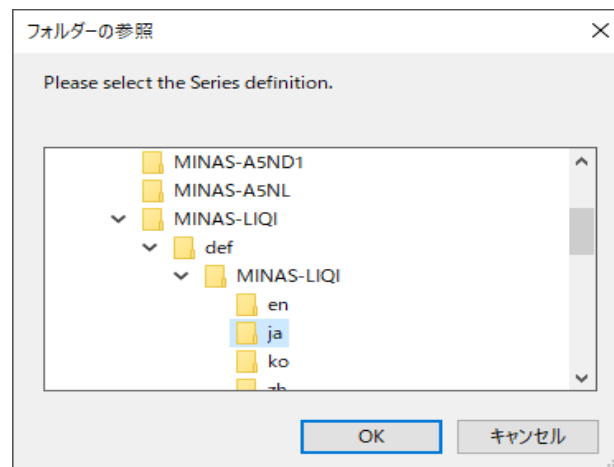 フォルダーの参照
Please select the Series definition.
MINAS-A5ND1
MINAS-A5NL
MINAS-LIQI
def
MINAS-LIQI
en
ja
ko
zh
OK
キャンセル